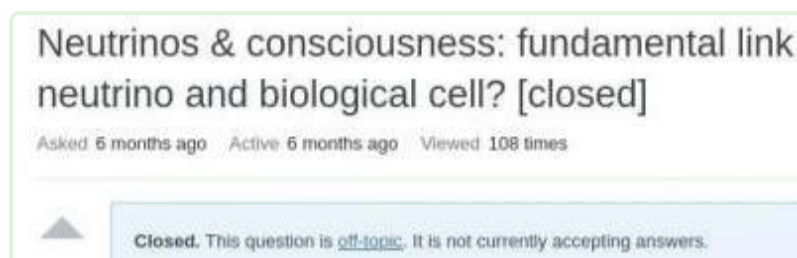 Neutrinos & consciousness: fundamental link
neutrino and biological cell? [closed]
Asked 6 months ago Active 6 months ago Viewed 108 times
Closed. This question is off-topic. It is not currently accepting answers.